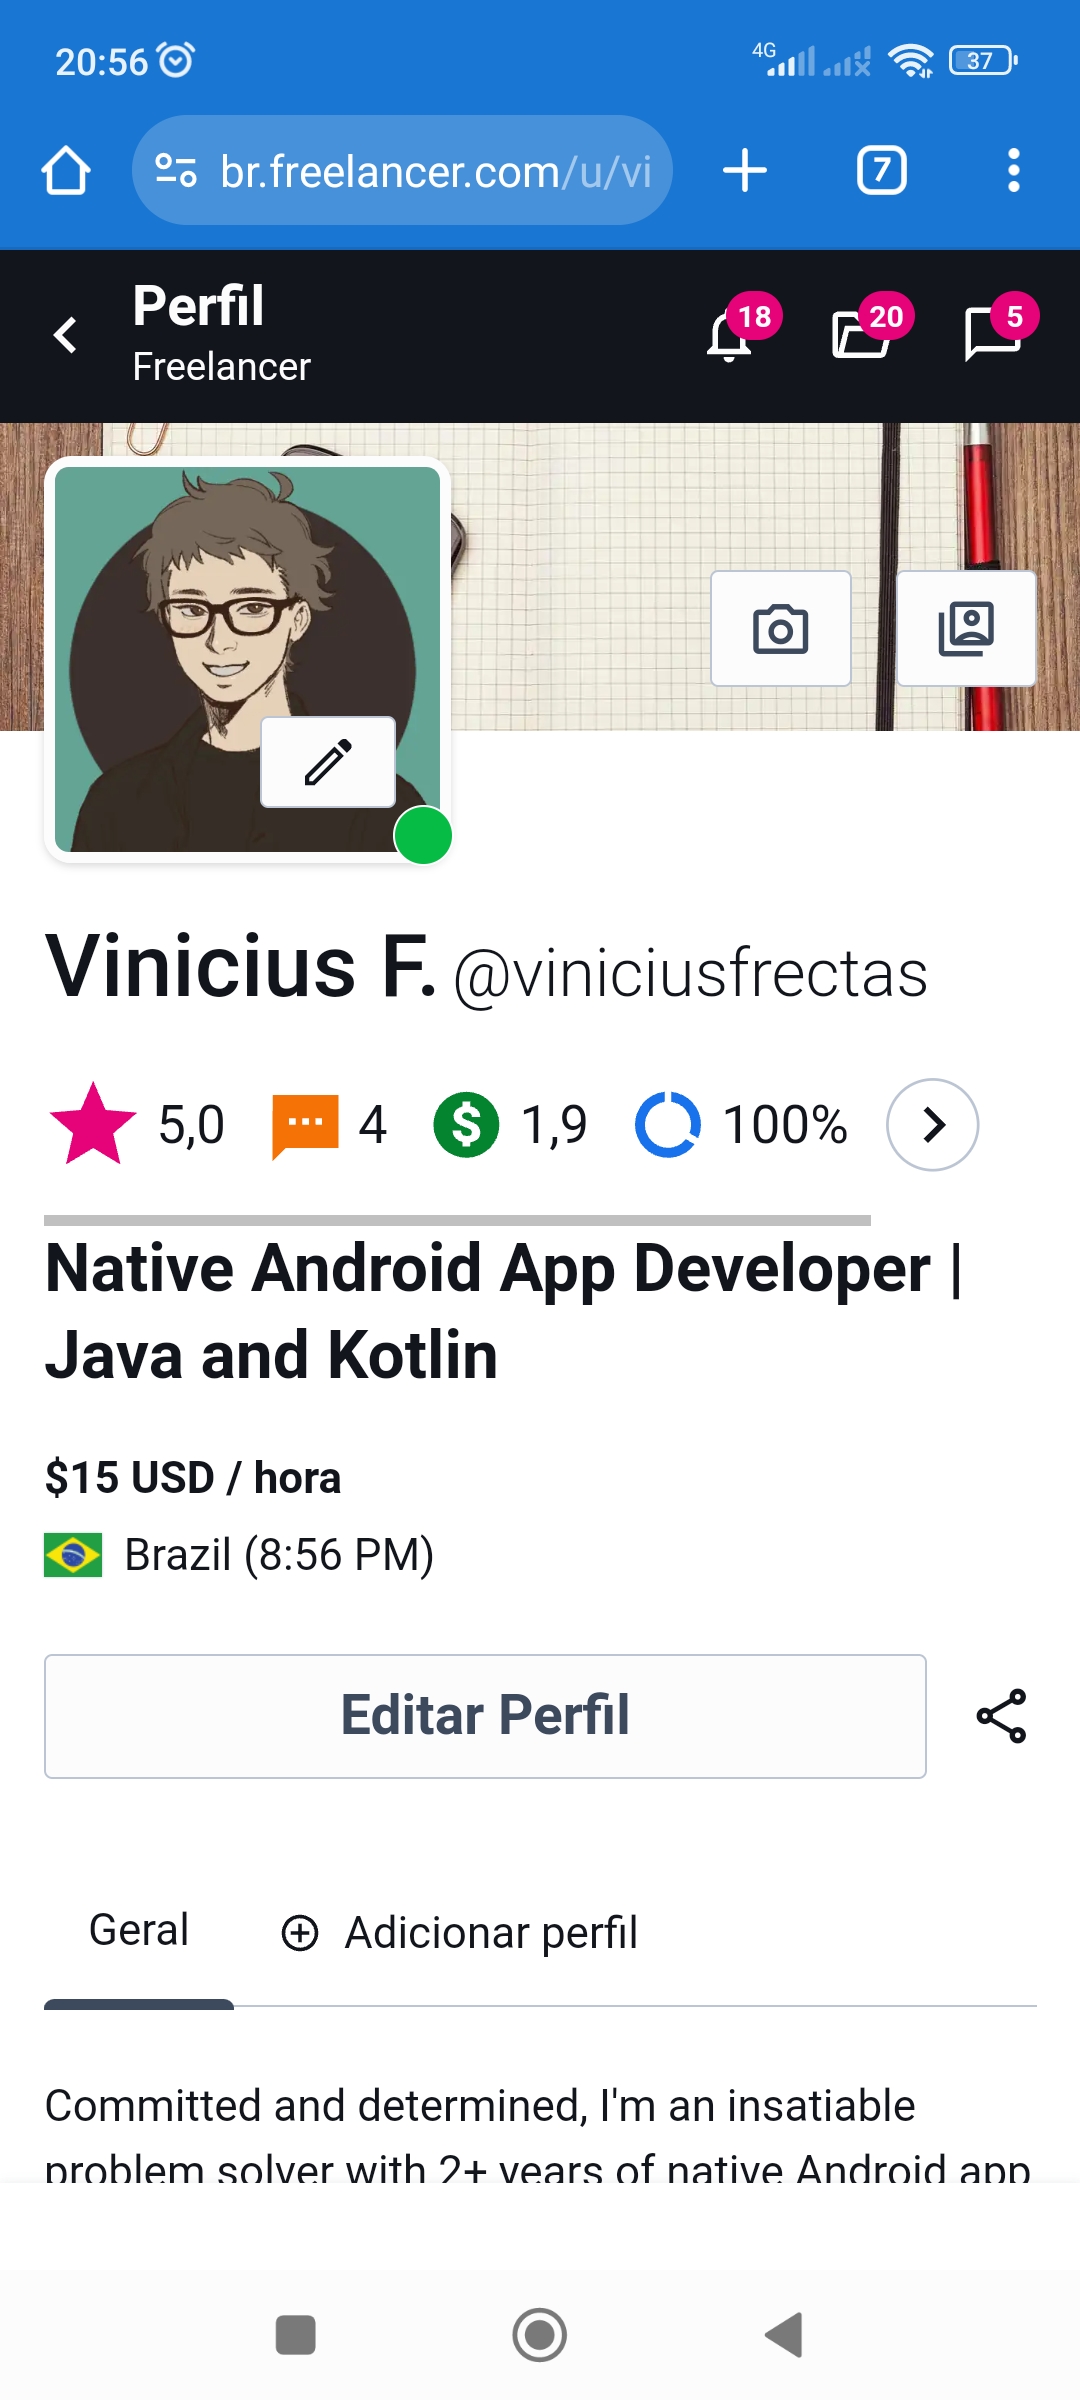 20:56
4G
37
br.freelancer.com/u/vi
7
Perfil
Freelancer
18
20
5
Vinicius F. @viniciusfrectas
5,0
4
1,9
100%
Native Android App Developer |
Java and Kotlin
$15 USD / hora
Brazil (8:56 PM)
Editar Perfil
Geral
Adicionar perfil
Committed and determined, I'm an insatiable
problem solver with 2+ years of native Android app